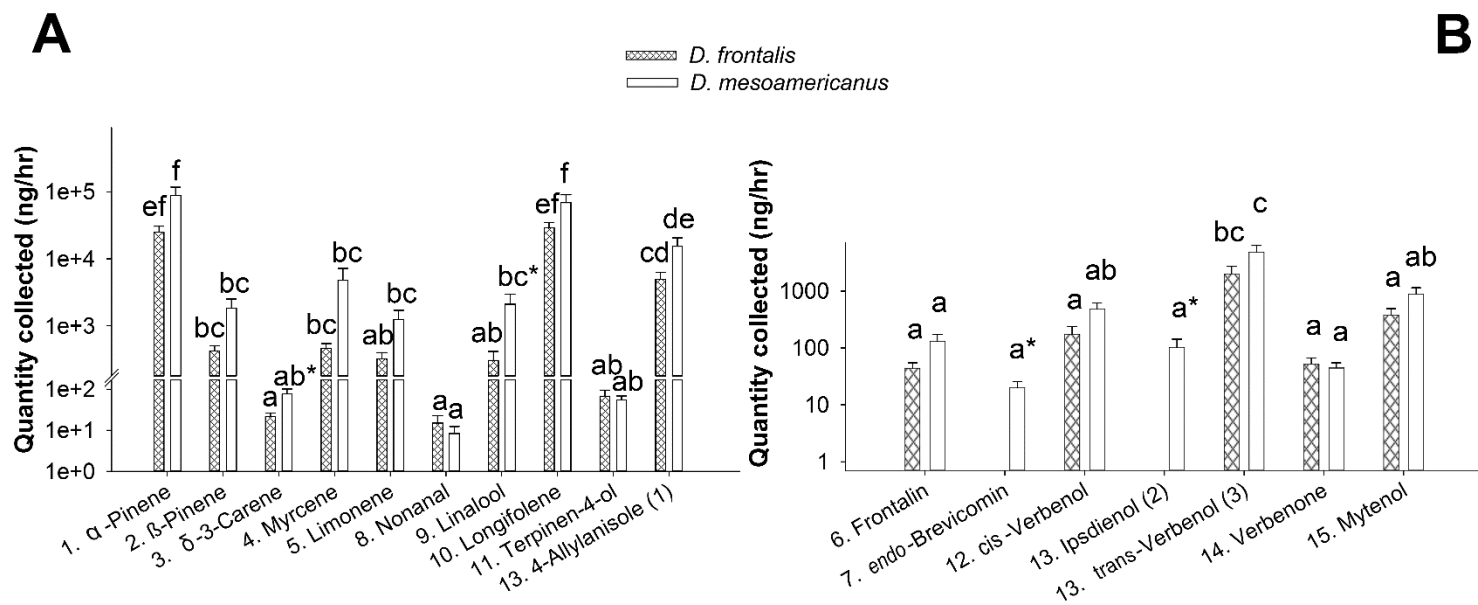 A
B
D. frontalis
D. mesoamericanus
Quantity collected (ng/hr)
1e+5
1e+4
1e+3
1e+2
1e+1
1e+0
ef
f
bc
bc
a
ab*
bc
bc
ab
bc
a
a
ab
bc*
ef
f
ab
ab
cd
de
1. α-Pinene
2. ß-Pinene
3. δ-3-Carene
4. Myrcene
5. Limonene
8. Nonanal
9. Linalool
10. Longifolene
11. Terpinen-4-ol
13. 4-Allylanisole (1)
Quantity collected (ng/hr)
1000
100
10
1
a
a
a*
a
ab
a*
bc
c
a
a
a
ab
6. Frontalin
7. endo-Brevicomin
12. cis-Verbenol
13. Ipsdienol (2)
13. trans-Verbenol (3)
14. Verbenone
15. Mytenol